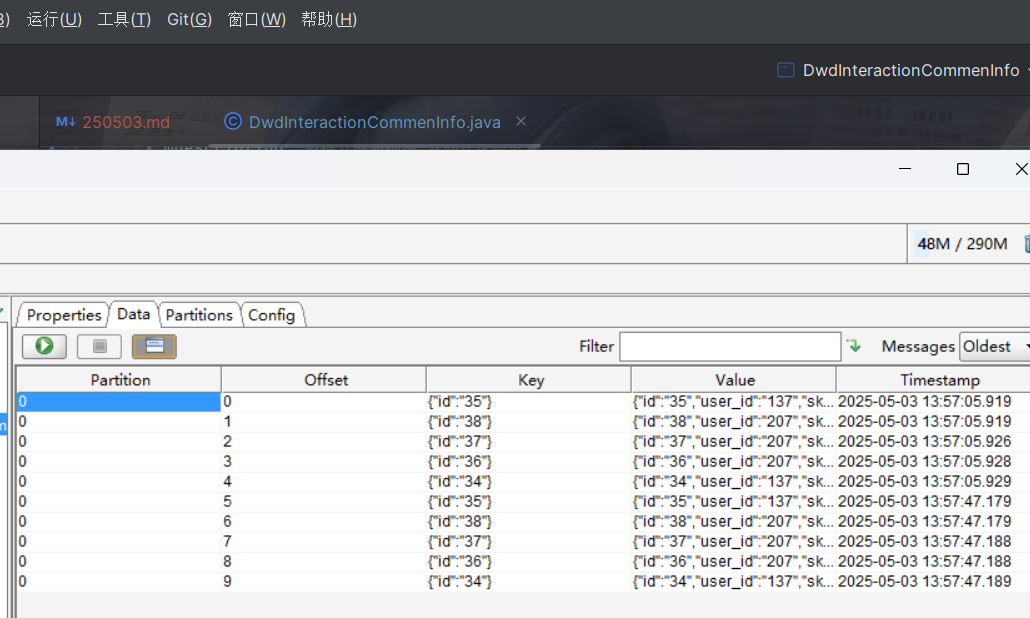 B) 运行(U) 工具(T) Git(G) 窗口(W) 帮助(H)
DwdInteractionCommenInfo
M↓ 250503.md © DwdInteractionCommenInfo.java ×
48M / 290M
Properties Data Partitions Config
Filter Messages Oldest
Partition Offset Key Value Timestamp
0 0 {"id":"35"} {"id":"35","user_id":"137","sk... 2025-05-03 13:57:05.919
0 1 {"id":"38"} {"id":"38","user_id":"207","sk... 2025-05-03 13:57:05.919
0 2 {"id":"37"} {"id":"37","user_id":"207","sk... 2025-05-03 13:57:05.926
0 3 {"id":"36"} {"id":"36","user_id":"207","sk... 2025-05-03 13:57:05.928
0 4 {"id":"34"} {"id":"34","user_id":"137","sk... 2025-05-03 13:57:05.929
0 5 {"id":"35"} {"id":"35","user_id":"137","sk... 2025-05-03 13:57:47.179
0 6 {"id":"38"} {"id":"38","user_id":"207","sk... 2025-05-03 13:57:47.179
0 7 {"id":"37"} {"id":"37","user_id":"207","sk... 2025-05-03 13:57:47.188
0 8 {"id":"36"} {"id":"36","user_id":"207","sk... 2025-05-03 13:57:47.188
0 9 {"id":"34"} {"id":"34","user_id":"137","sk... 2025-05-03 13:57:47.189